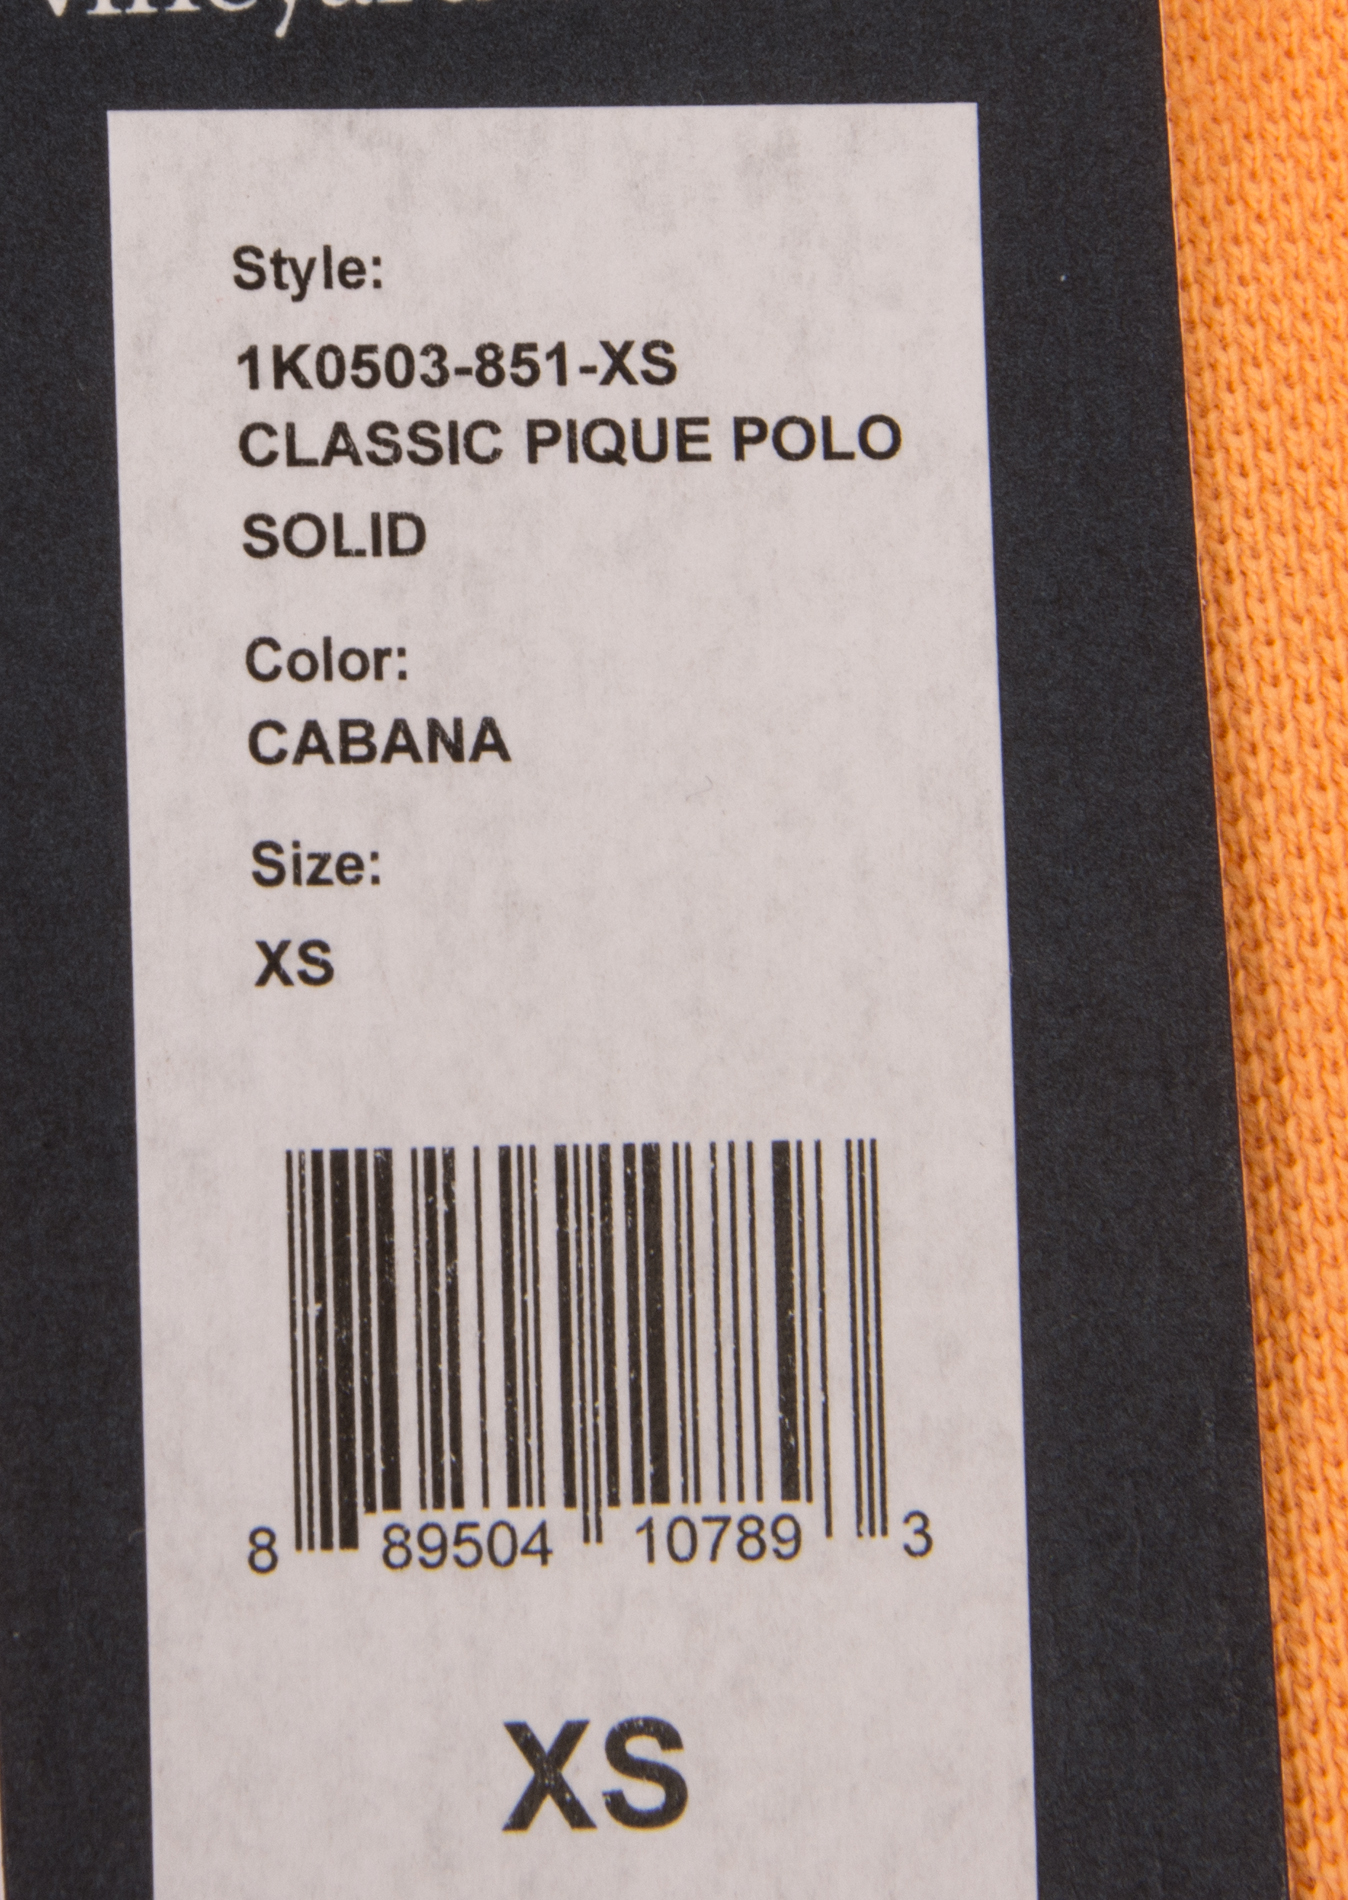 Style:
1K0503-851-XS
CLASSIC PIQUE POLO
SOLID
Color:
CABANA
Size:
XS
8 89504 10789 3
XS